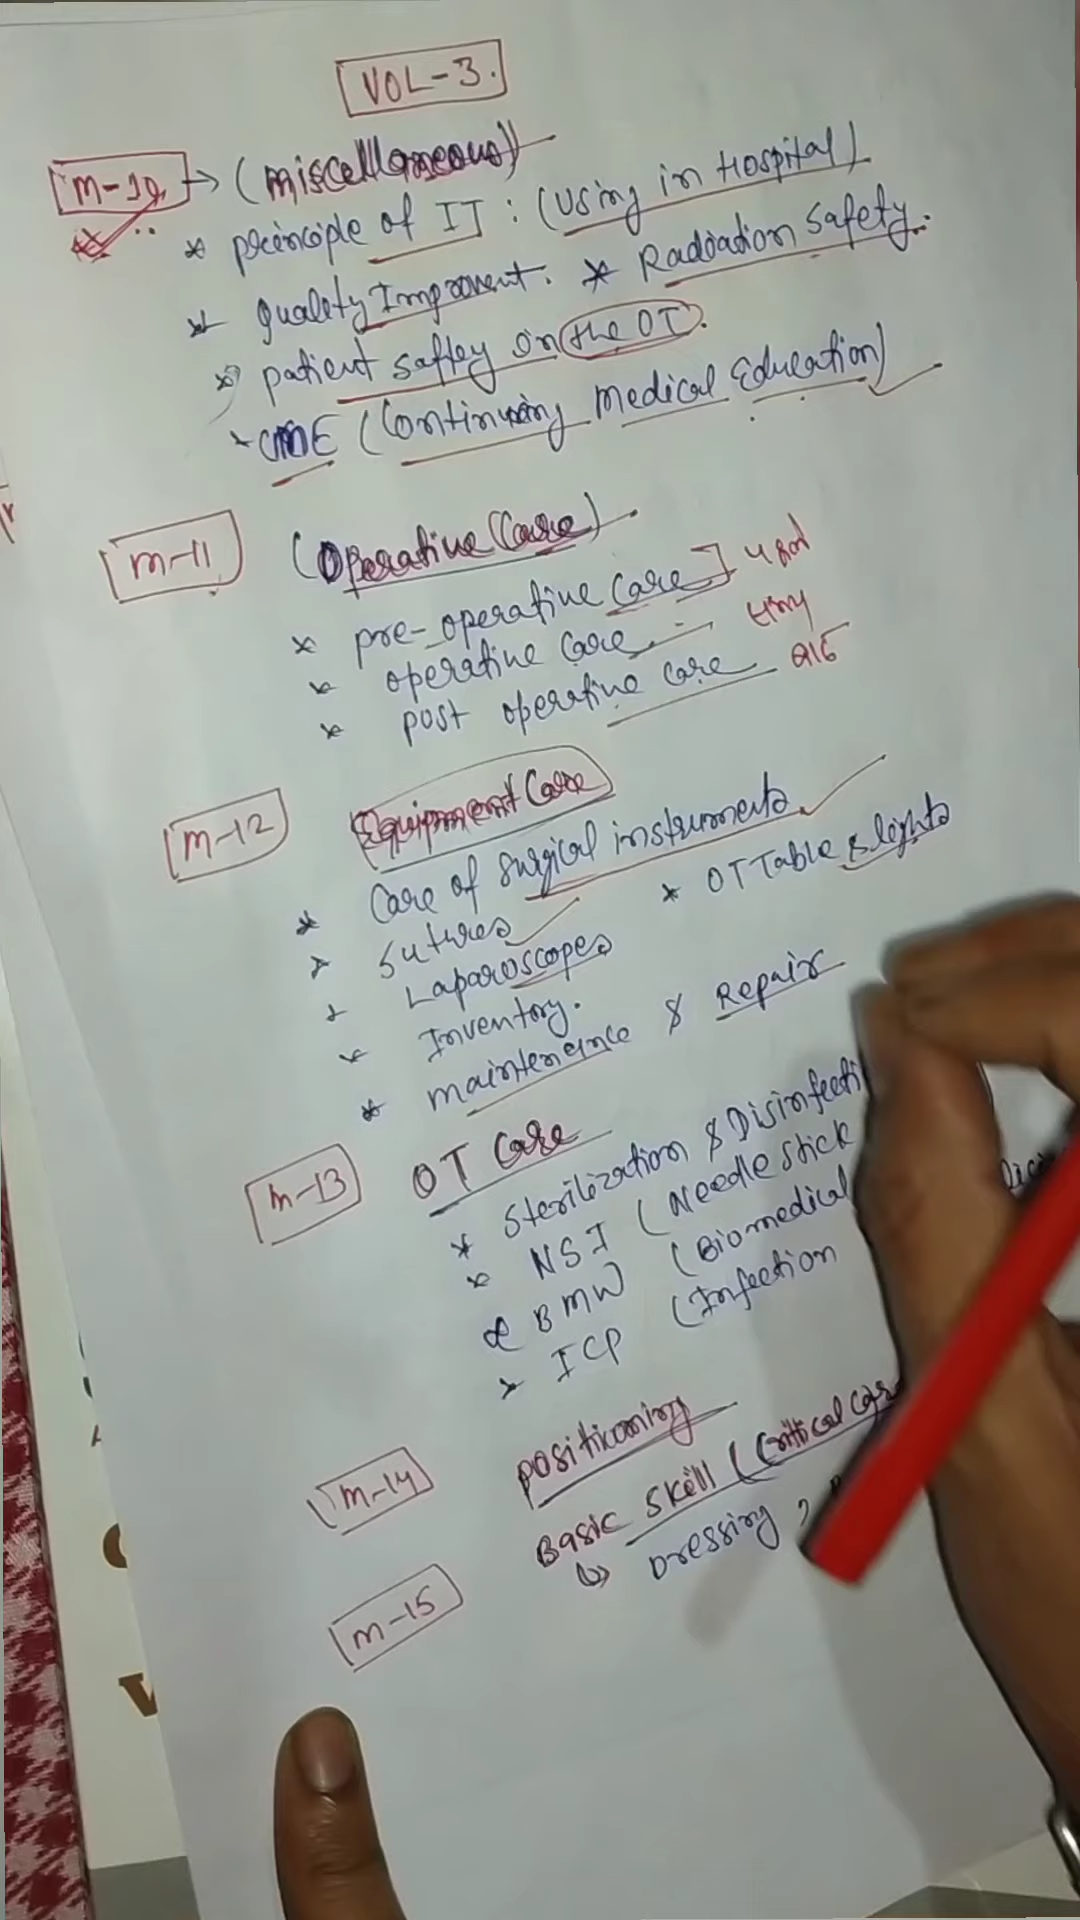 VOL-3.
M-10 → (miscellaneous)
* principle of IT : (using in Hospital)
* quality Improvment. * Radiation safety.
* patient saftey in the OT.
* CME (Continuing Medical Education)
M-11 (Operative Care)
* pre-operative care
* operative care
* post operative care
M-12 Equipment Care
* Care of surgical instruments
* sutures * OT Table & lights
* Laparoscopes
* Inventory.
* maintenance & Repair
M-13 OT Care
* Sterilization & Disinfecti
* NSI (Needle stick
* BMW (Biomedical
* ICP (Infection
M-14 positioning
M-15 Basic skill (Critical car
Dressing,